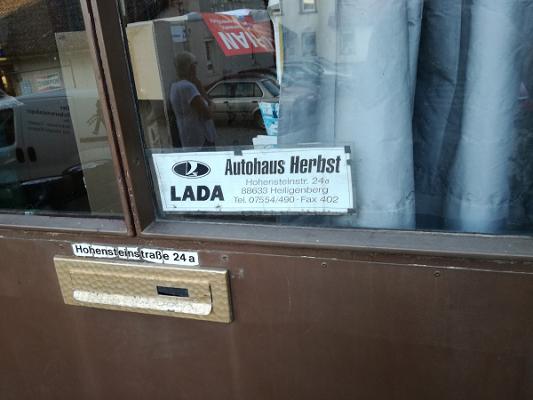 Autohaus Herbst
Hohensteinstr. 24a
LADA
88633 Heiligenberg
Tel. 07554/490 - Fax 402
Hohensteinstraße 24 a